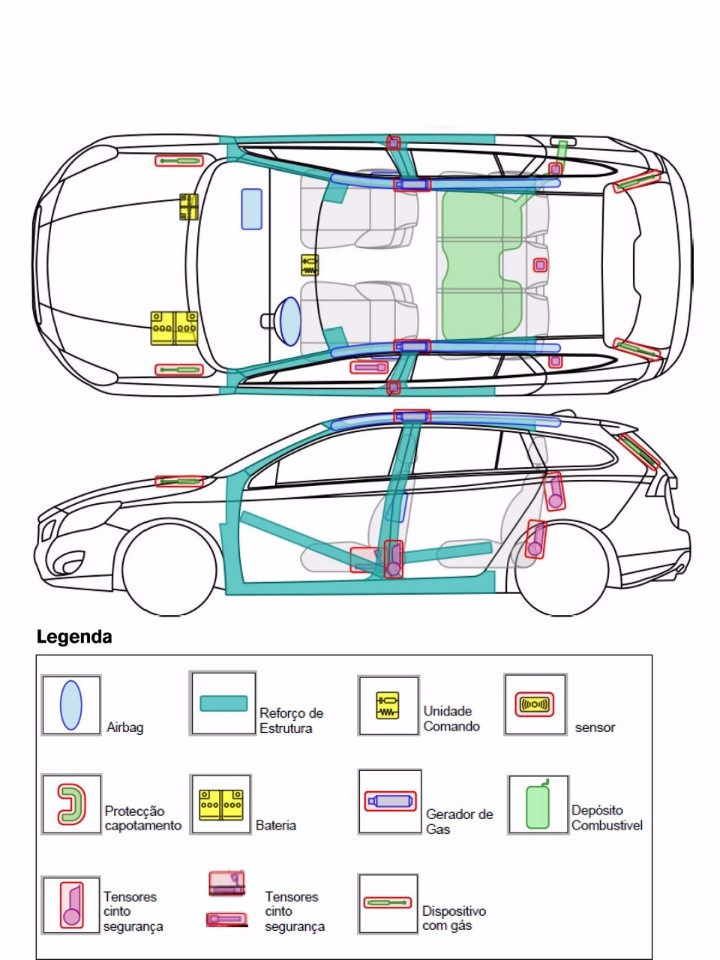 Legenda
Airbag
Reforço de
Estrutura
Unidade
Comando
sensor
Protecção
capotamento
Bateria
Gerador de
Gas
Depósito
Combustivel
Tensores
cinto
segurança
Tensores
cinto
segurança
Dispositivo
com gás